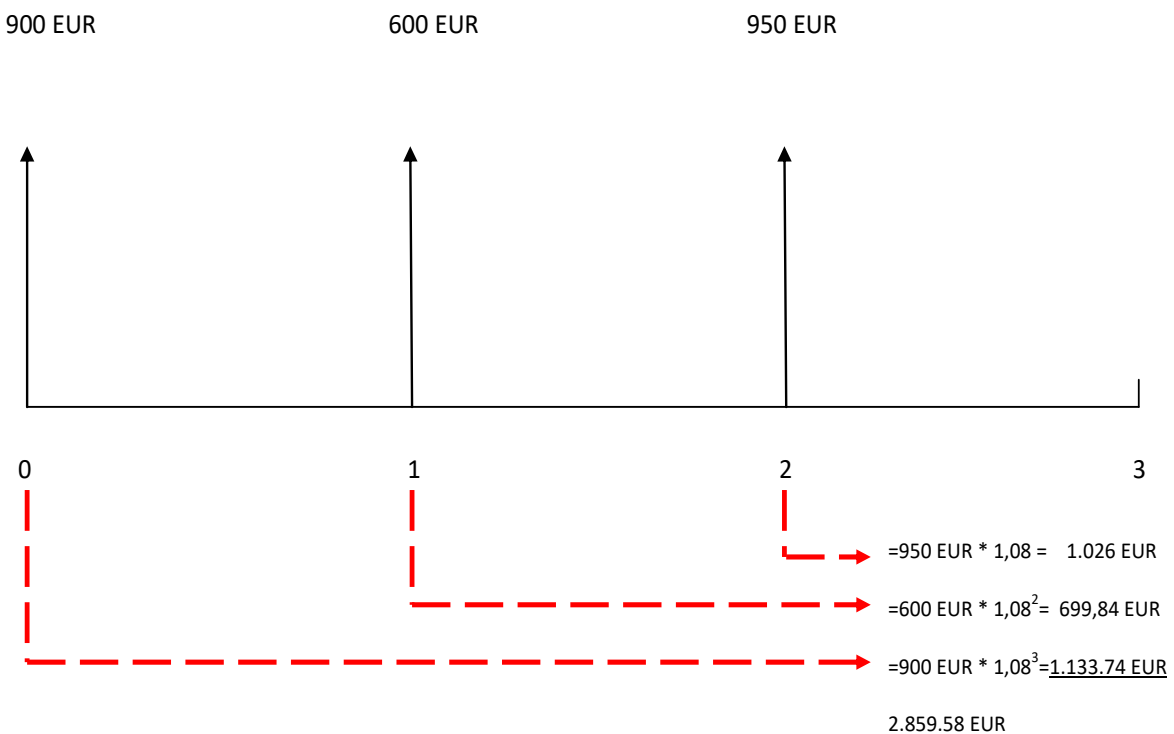 900 EUR 600 EUR 950 EUR
0 1 2 3
=950 EUR * 1,08 = 1.026 EUR
=600 EUR * 1,08²= 699,84 EUR
=900 EUR * 1,08³=1.133.74 EUR
2.859.58 EUR